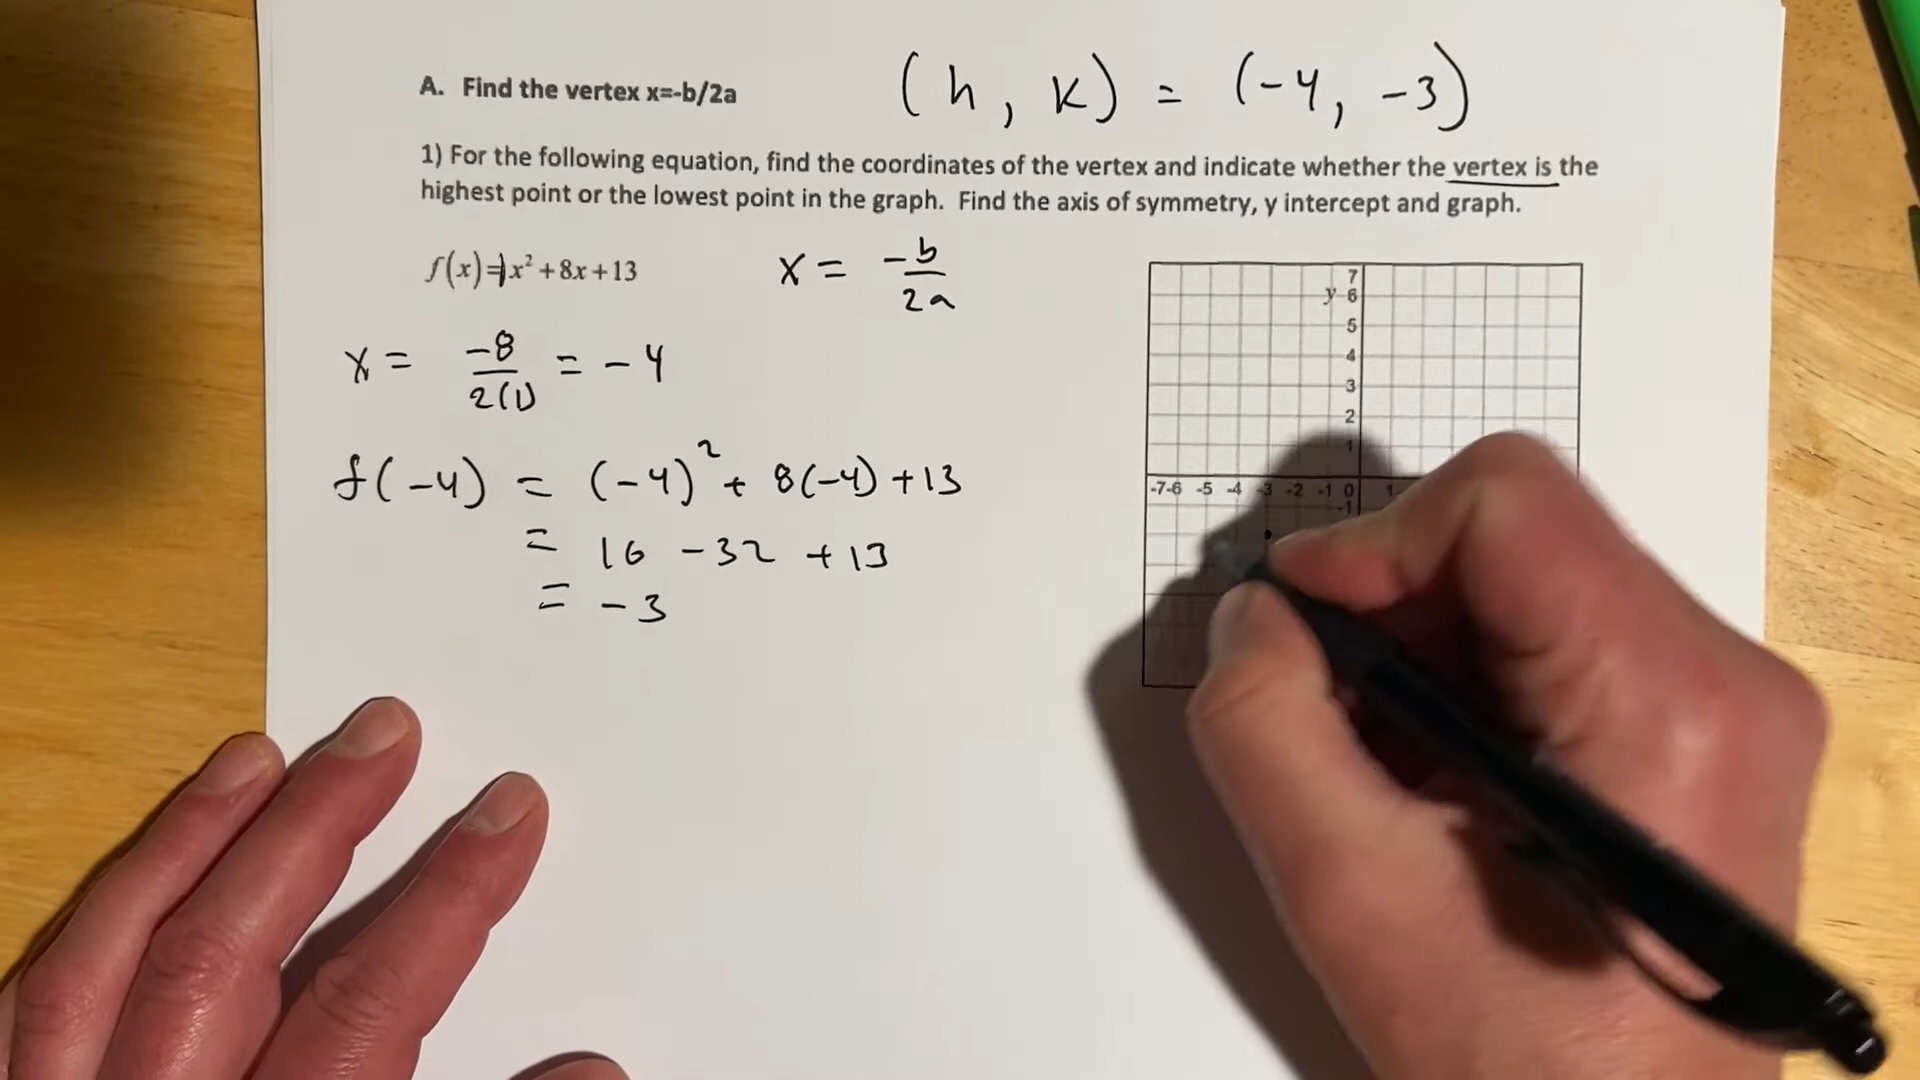 A. Find the vertex x=-b/2a
(h, k) = (-4, -3)
1) For the following equation, find the coordinates of the vertex and indicate whether the vertex is the
highest point or the lowest point in the graph. Find the axis of symmetry, y intercept and graph.
f(x)=1x² +8x+13
x = -b/2a
x = -8/2(1) = -4
f(-4) = (-4)² + 8(-4) +13
= 16 -32 +13
= -3
7
y 6
5
4
3
2
1
-7 -6 -5 -4 -3 -2 -1 0 1
-1